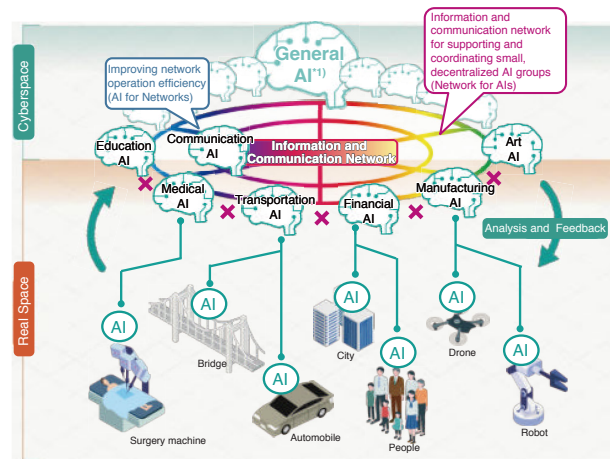 Cyberspace
General
AI*1)
Improving network
operation efficiency
(AI for Networks)
Information and
communication network
for supporting and
coordinating small,
decentralized AI groups
(Network for AIs)
Education
AI
Communication
AI
Information and
Communication Network
Art
AI
Medical
AI
Transportation
AI
Financial
AI
Manufacturing
AI
Analysis and Feedback
Real Space
AI
AI
AI
AI
AI
AI
AI
Surgery machine
Bridge
Automobile
City
People
Drone
Robot